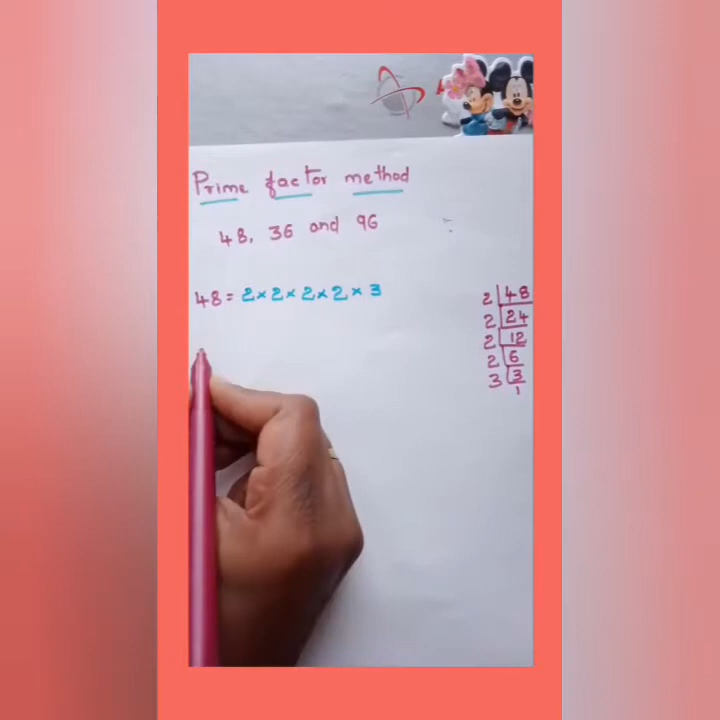 Prime factor method
48, 36 and 96
48 = 2 × 2 × 2 × 2 × 3
2 | 48
2 | 24
2 | 12
2 | 6
3 | 3
1